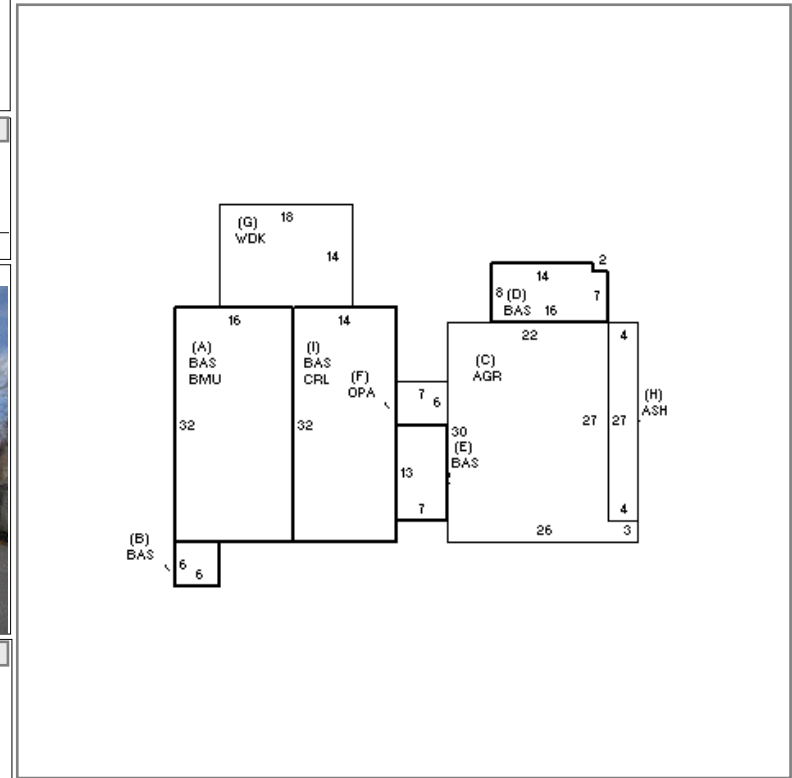 (G) 18
WDK
14
2
14
8 (D) 7
BAS 16
16 14
22 4
(A) (I)
BAS BAS
BMU CRL
(F)
OPA
(C)
AGR
7 6
(H)
ASH
32 32
30 27 27
(E)
BAS
13
7
4
26 3
(B)
BAS
6
6